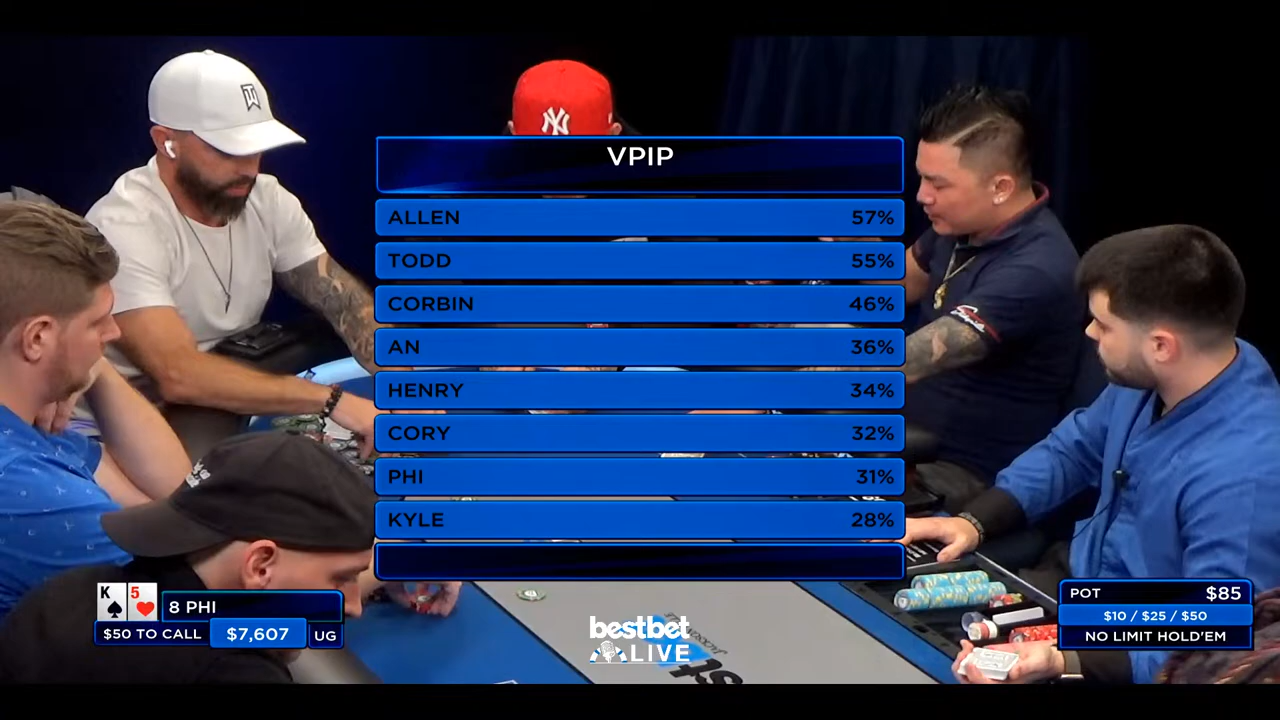 VPIP
ALLEN 57%
TODD 55%
CORBIN 46%
AN 36%
HENRY 34%
CORY 32%
PHI 31%
KYLE 28%
K 5 8 PHI
$50 TO CALL $7,607 UG
bestbet
LIVE
POT $85
$10 / $25 / $50
NO LIMIT HOLD'EM